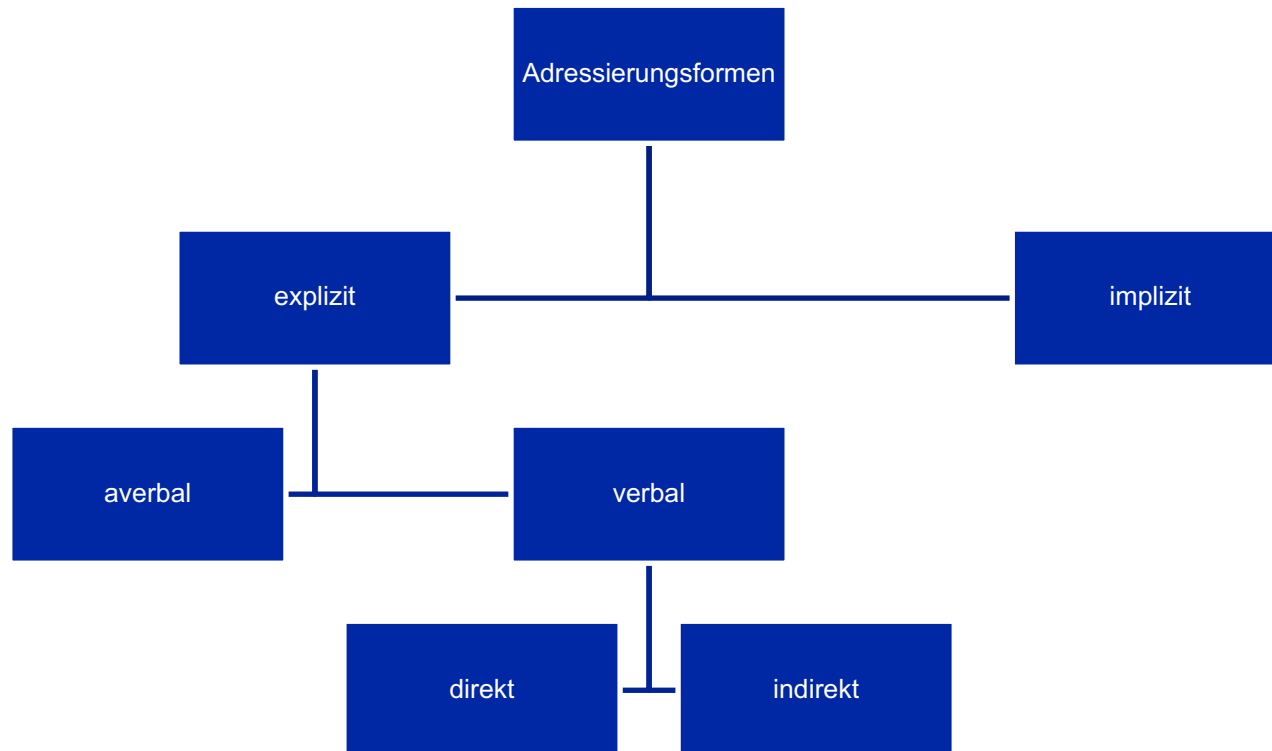 Adressierungsformen
explizit
implizit
averbal
verbal
direkt
indirekt